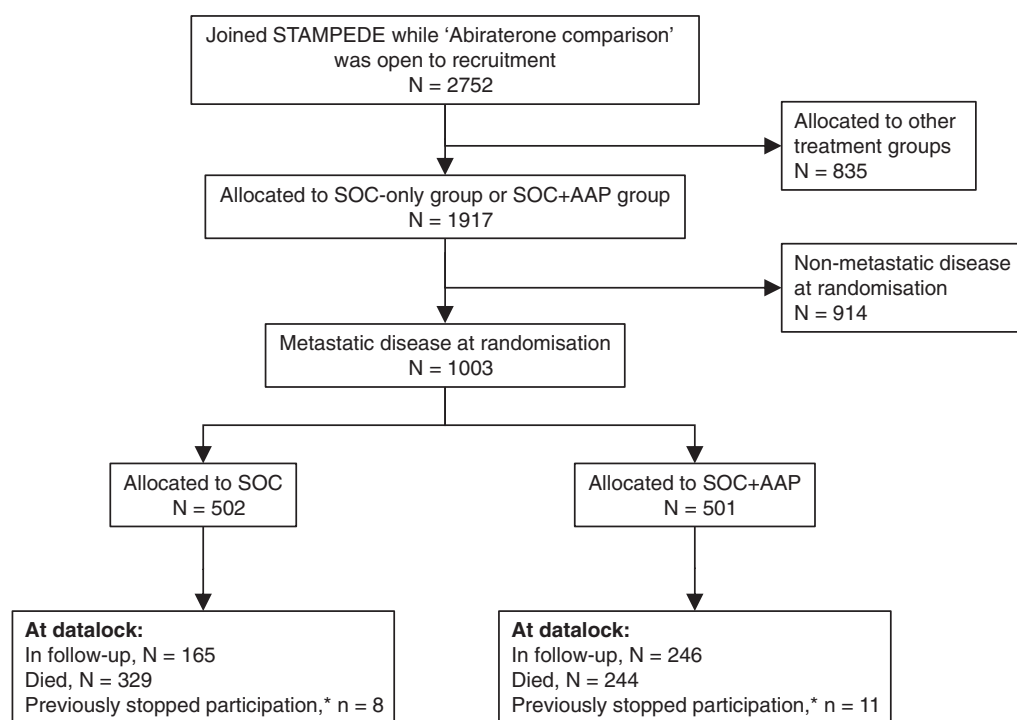 Joined STAMPEDE while ‘Abiraterone comparison’
was open to recruitment
N = 2752
Allocated to other
treatment groups
N = 835
Allocated to SOC-only group or SOC+AAP group
N = 1917
Non-metastatic disease
at randomisation
N = 914
Metastatic disease at randomisation
N = 1003
Allocated to SOC
N = 502
Allocated to SOC+AAP
N = 501
At datalock:
In follow-up, N = 165
Died, N = 329
Previously stopped participation,* n = 8
At datalock:
In follow-up, N = 246
Died, N = 244
Previously stopped participation,* n = 11